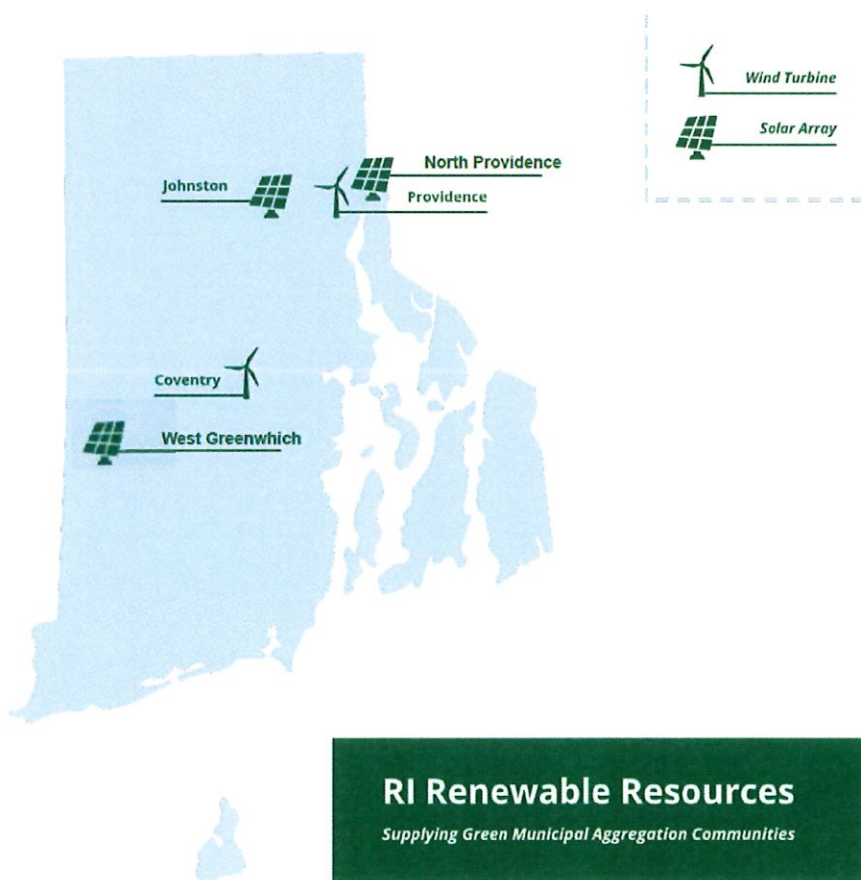 Wind Turbine
Solar Array
North Providence
Johnston
Providence
Coventry
West Greenwhich
RI Renewable Resources
Supplying Green Municipal Aggregation Communities